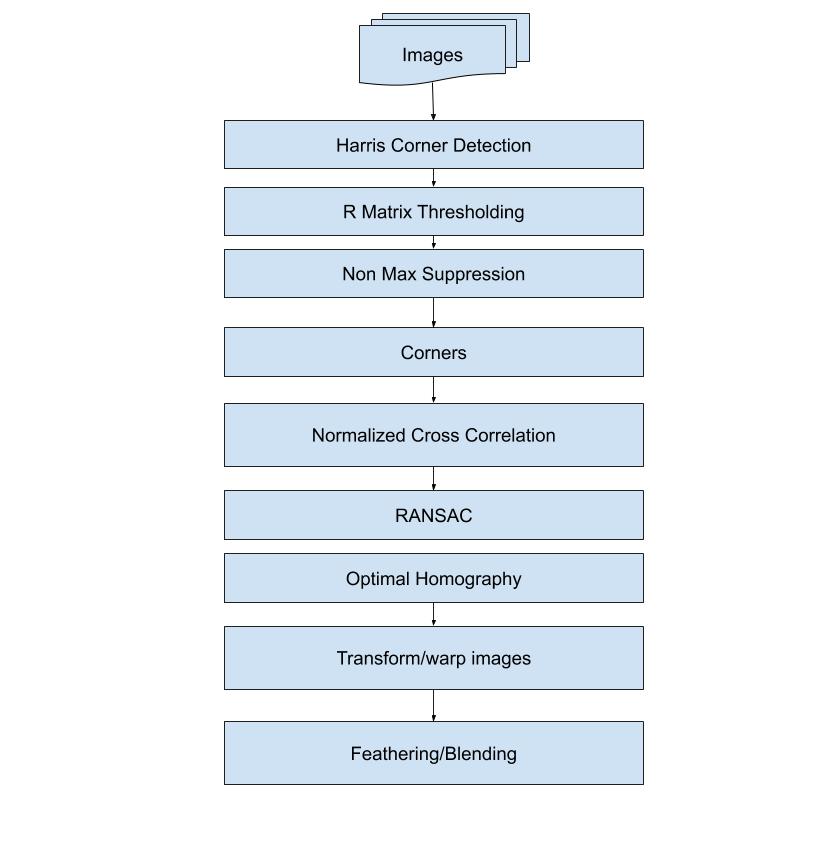 Images
Harris Corner Detection
R Matrix Thresholding
Non Max Suppression
Corners
Normalized Cross Correlation
RANSAC
Optimal Homography
Transform/warp images
Feathering/Blending